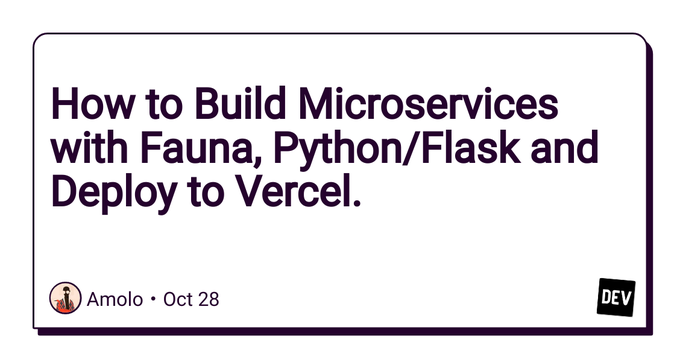 How to Build Microservices
with Fauna, Python/Flask and
Deploy to Vercel.
Amolo • Oct 28
DEV